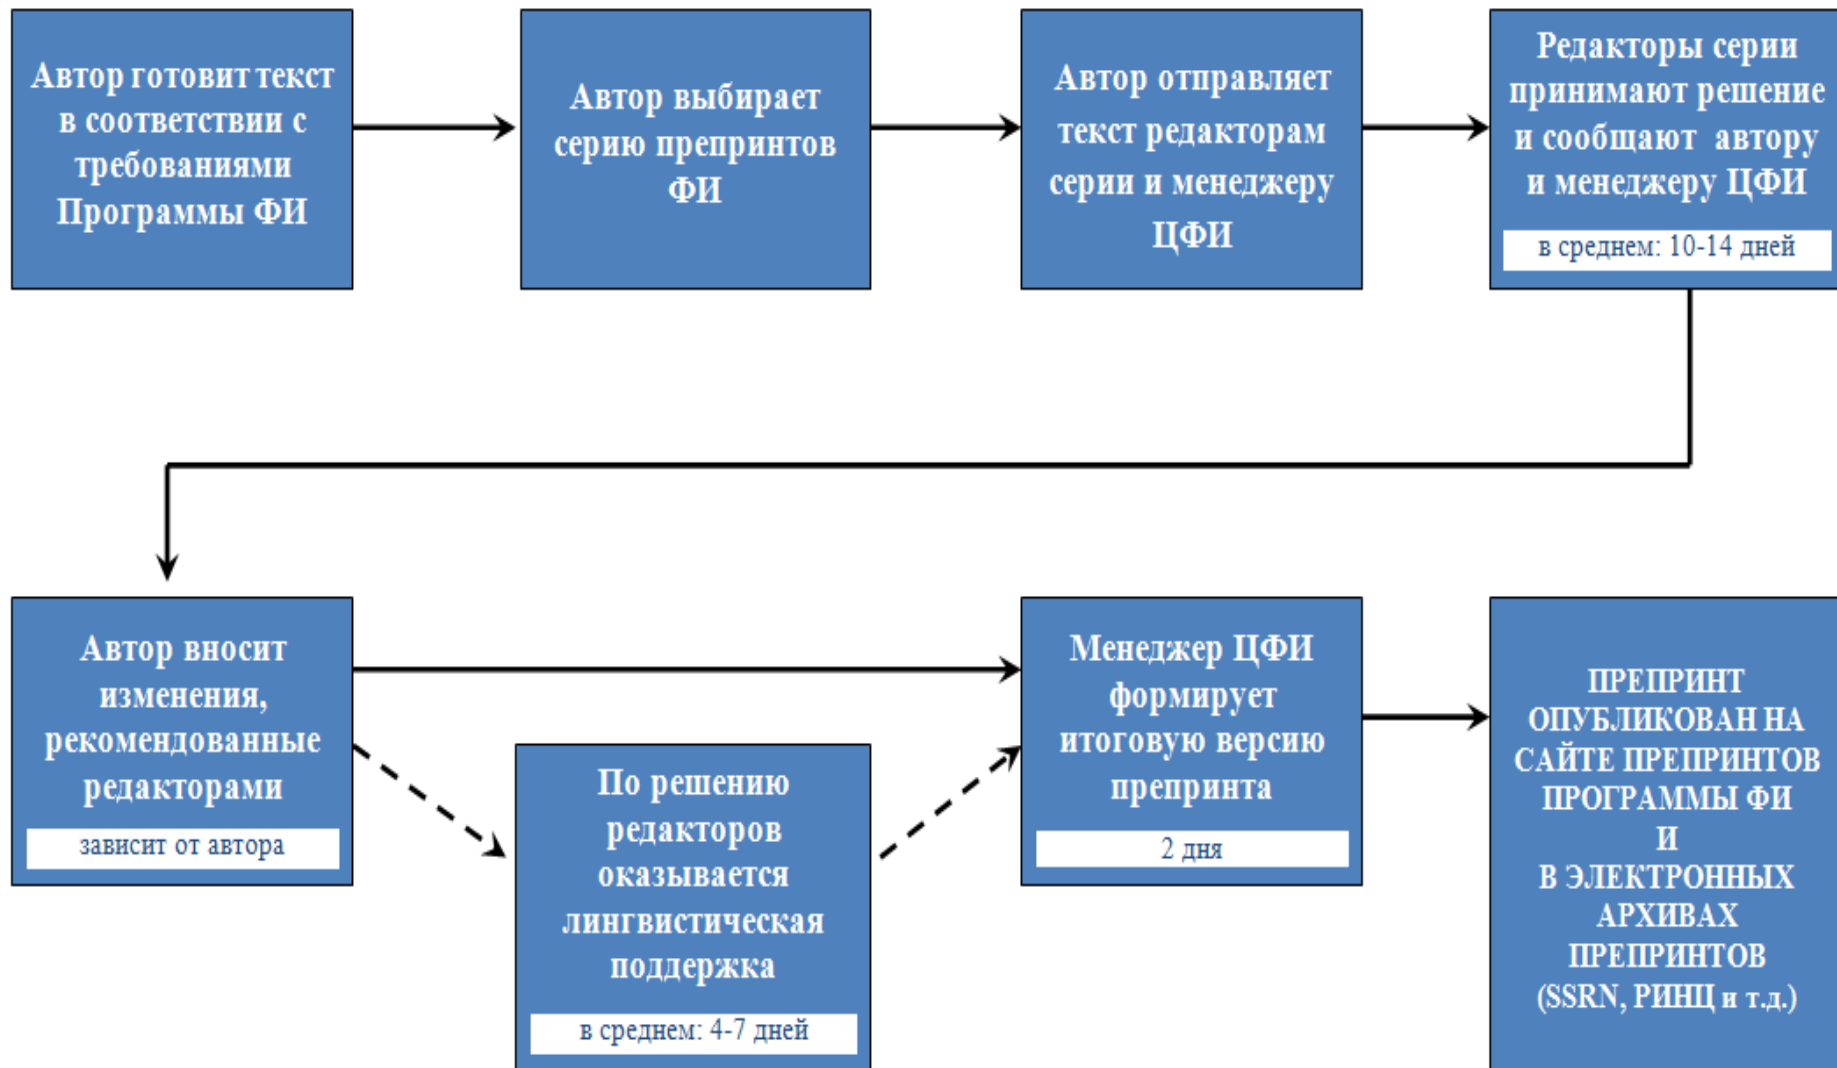 Автор готовит текст
в соответствии с
требованиями
Программы ФИ
Автор выбирает
серию препринтов
ФИ
Автор отправляет
текст редакторам
серии и менеджеру
ЦФИ
Редакторы серии
принимают решение
и сообщают автору
и менеджеру ЦФИ
в среднем: 10-14 дней
Автор вносит
изменения,
рекомендованные
редакторами
зависит от автора
По решению
редакторов
оказывается
лингвистическая
поддержка
в среднем: 4-7 дней
Менеджер ЦФИ
формирует
итоговую версию
препринта
2 дня
ПРЕПРИНТ
ОПУБЛИКОВАН НА
САЙТЕ ПРЕПРИНТОВ
ПРОГРАММЫ ФИ
И
В ЭЛЕКТРОННЫХ
АРХИВАХ
ПРЕПРИНТОВ
(SSRN, РИНЦ и т.д.)